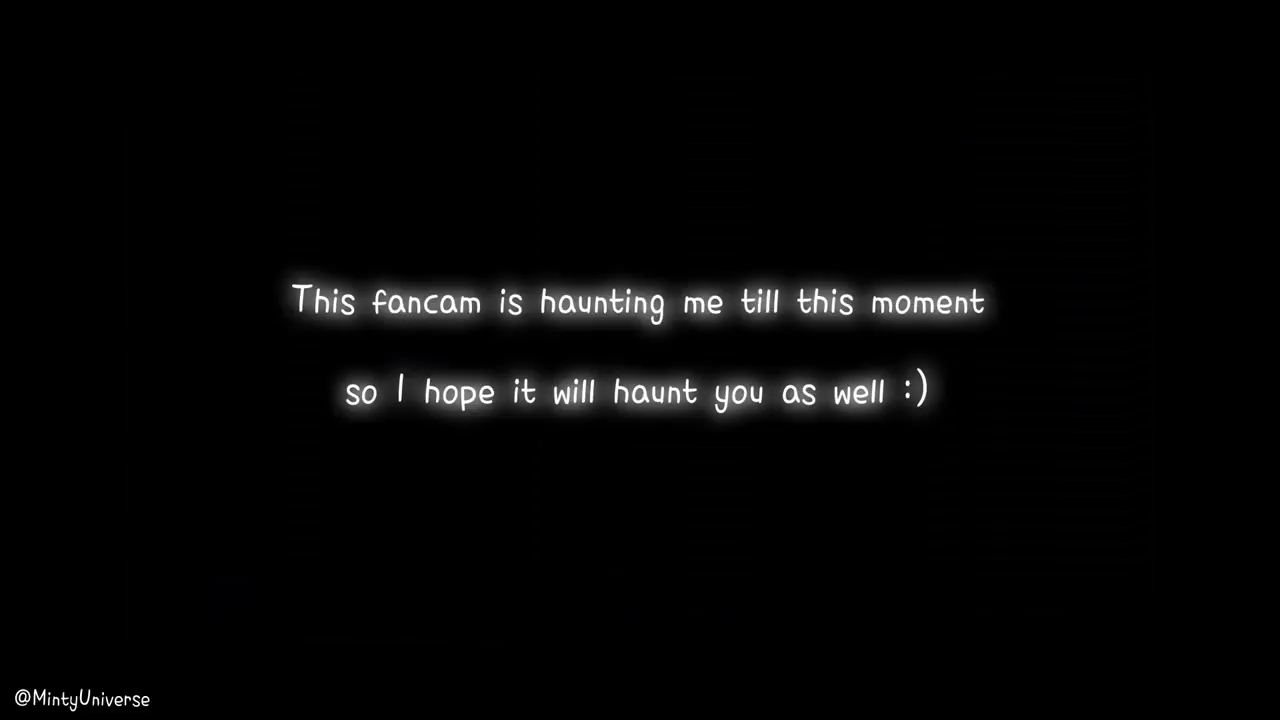 This fancam is haunting me till this moment
so I hope it will haunt you as well :)
@MintyUniverse